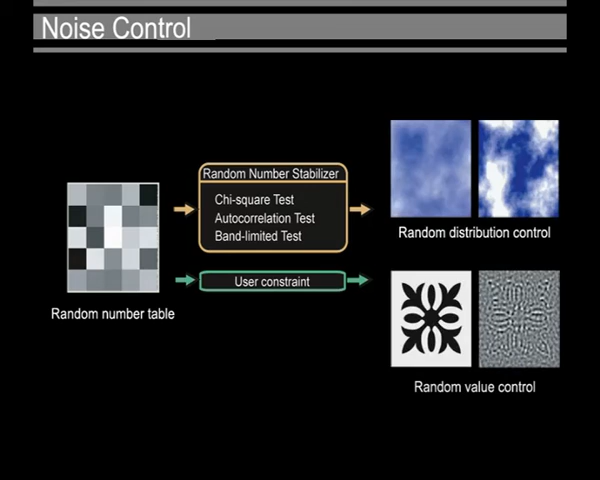 Noise Control
Random Number Stabilizer
Chi-square Test
Autocorrelation Test
Band-limited Test
Random distribution control
User constraint
Random number table
Random value control